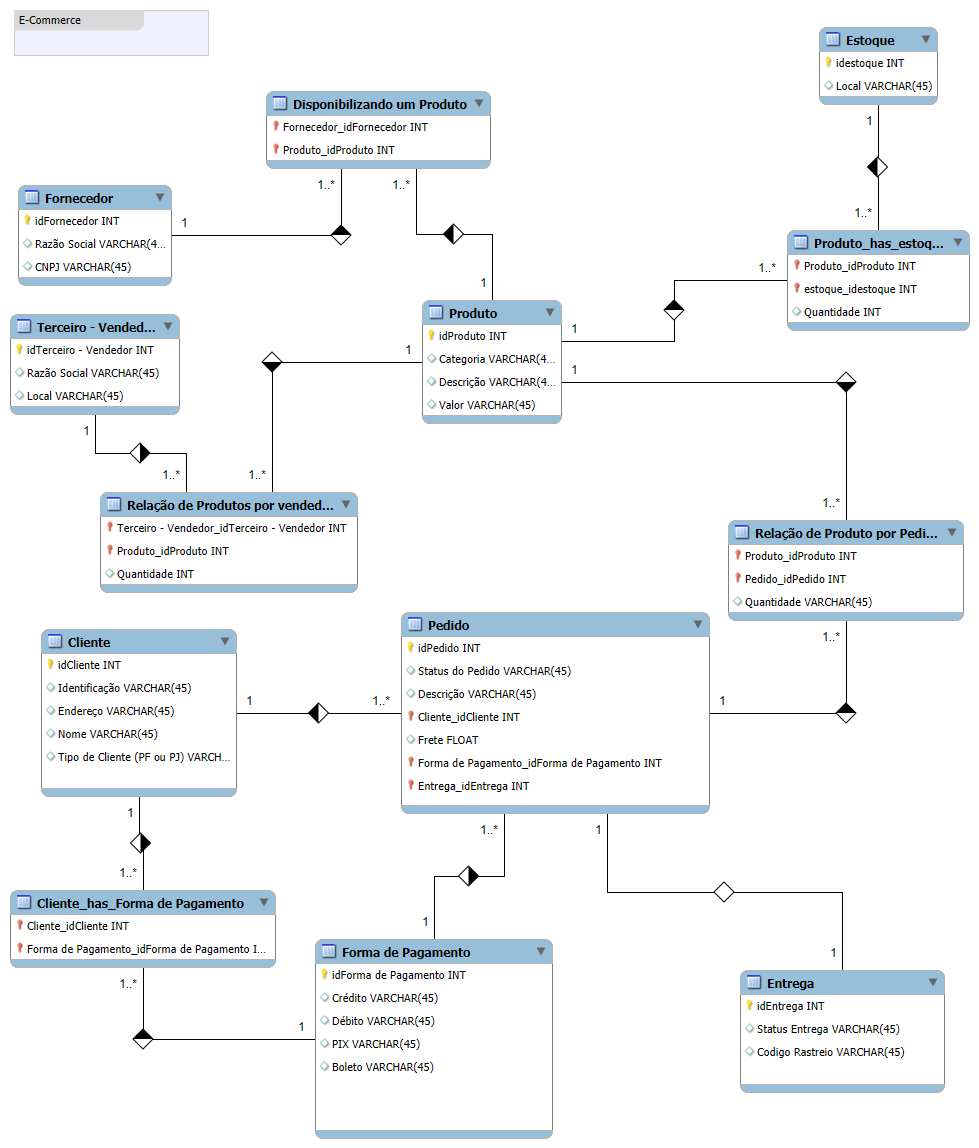 E-Commerce
Estoque
idestoque INT
Local VARCHAR(45)
1
1..*
Disponibilizando um Produto
Fornecedor_idFornecedor INT
Produto_idProduto INT
1..*
1..*
Fornecedor
idFornecedor INT
Razão Social VARCHAR(4...
CNPJ VARCHAR(45)
1
1
Produto_has_estoq...
Produto_idProduto INT
estoque_idestoque INT
Quantidade INT
1..*
Produto
idProduto INT
Categoria VARCHAR(4...
Descrição VARCHAR(4...
Valor VARCHAR(45)
1
1
1
Terceiro - Vended...
idTerceiro - Vendedor INT
Razão Social VARCHAR(45)
Local VARCHAR(45)
1
1..*
1..*
Relação de Produtos por vended...
Terceiro - Vendedor_idTerceiro - Vendedor INT
Produto_idProduto INT
Quantidade INT
1..*
Relação de Produto por Pedi...
Produto_idProduto INT
Pedido_idPedido INT
Quantidade VARCHAR(45)
1..*
Cliente
idCliente INT
Identificação VARCHAR(45)
Endereço VARCHAR(45)
Nome VARCHAR(45)
Tipo de Cliente (PF ou PJ) VARCH...
1
1..*
Pedido
idPedido INT
Status do Pedido VARCHAR(45)
Descrição VARCHAR(45)
Cliente_idCliente INT
Frete FLOAT
Forma de Pagamento_idForma de Pagamento INT
Entrega_idEntrega INT
1
1
1..*
1..*
1
Cliente_has_Forma de Pagamento
Cliente_idCliente INT
Forma de Pagamento_idForma de Pagamento I...
1..*
1
1
Forma de Pagamento
idForma de Pagamento INT
Crédito VARCHAR(45)
Débito VARCHAR(45)
PIX VARCHAR(45)
Boleto VARCHAR(45)
1
Entrega
idEntrega INT
Status Entrega VARCHAR(45)
Codigo Rastreio VARCHAR(45)